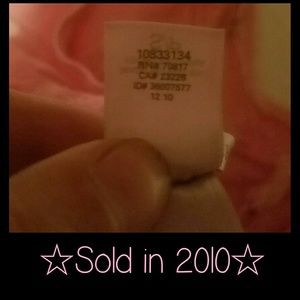 10833134
RN# 70817
CA# 23228
ID# 36007577
12 10
☆Sold in 2010☆